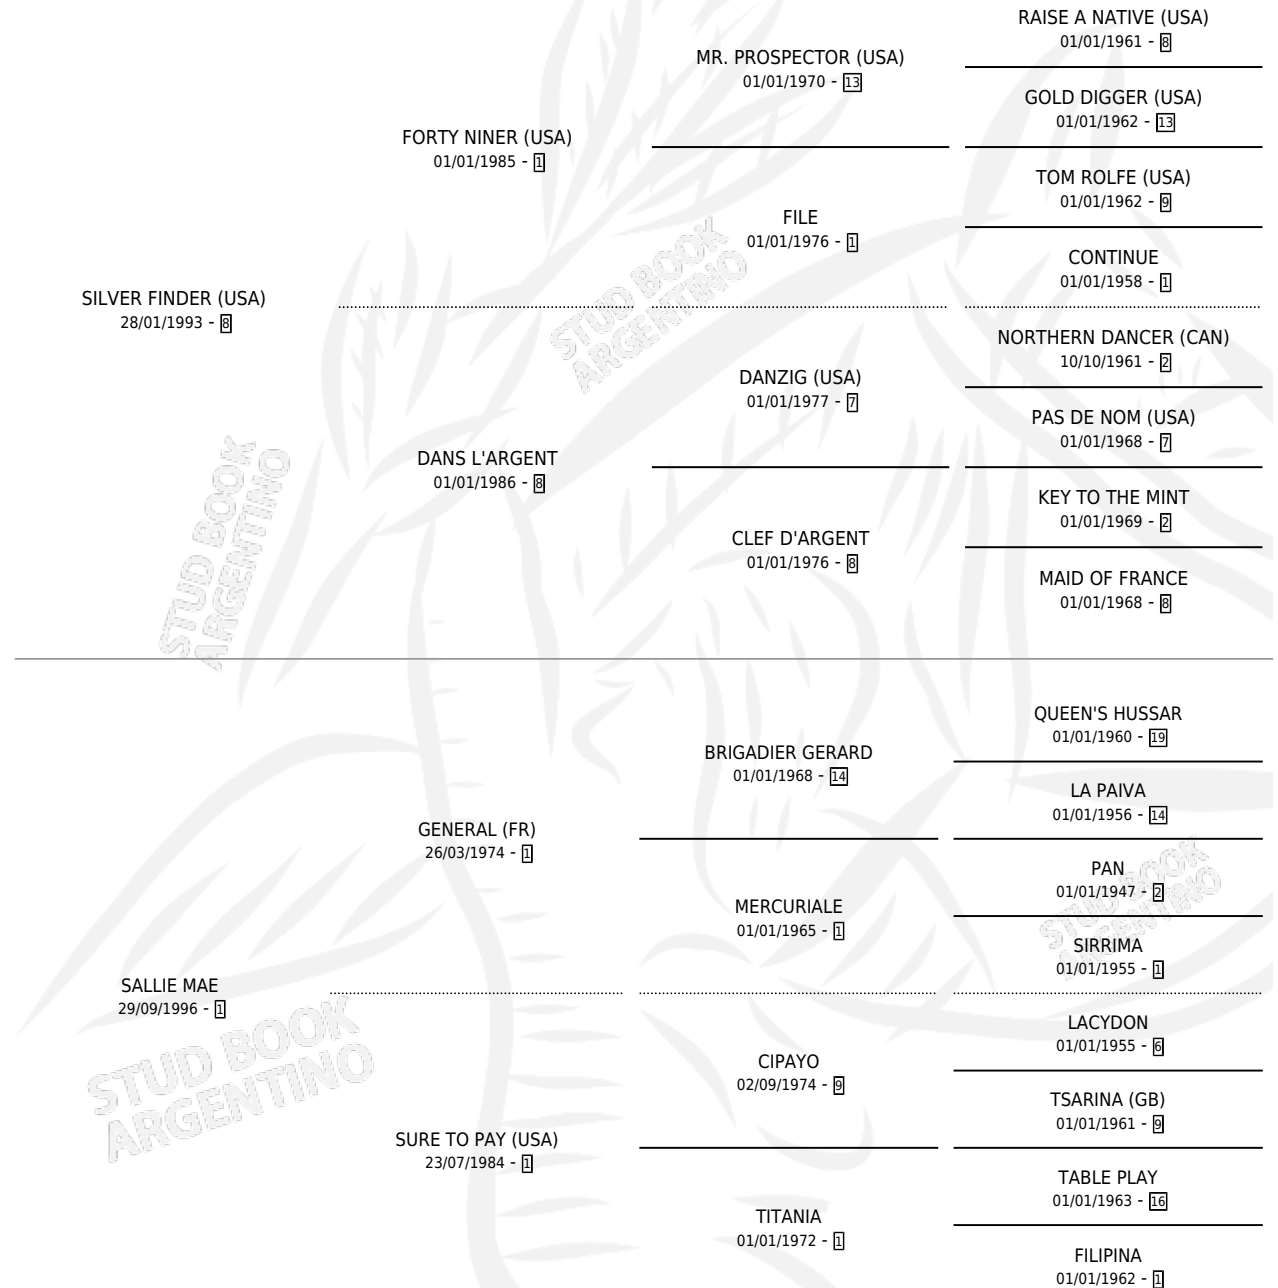 RAISE A NATIVE (USA)
01/01/1961 - 8
MR. PROSPECTOR (USA)
01/01/1970 - 13
GOLD DIGGER (USA)
01/01/1962 - 13
FORTY NINER (USA)
01/01/1985 - 1
TOM ROLFE (USA)
01/01/1962 - 9
FILE
01/01/1976 - 1
CONTINUE
01/01/1958 - 1
SILVER FINDER (USA)
28/01/1993 - 8
STUD BOOK
ARGENTINO
NORTHERN DANCER (CAN)
10/10/1961 - 2
DANZIG (USA)
01/01/1977 - 7
PAS DE NOM (USA)
01/01/1968 - 7
DANS L'ARGENT
01/01/1986 - 8
KEY TO THE MINT
01/01/1969 - 2
CLEF D'ARGENT
01/01/1976 - 8
MAID OF FRANCE
01/01/1968 - 8
STUD BOOK
ARGENTINO
QUEEN'S HUSSAR
01/01/1960 - 19
BRIGADIER GERARD
01/01/1968 - 14
LA PAIVA
01/01/1956 - 14
GENERAL (FR)
26/03/1974 - 1
PAN
01/01/1947 - 2
MERCURIALE
01/01/1965 - 1
STUD BOOK
ARGENTINO
SIRRIMA
01/01/1955 - 1
SALLIE MAE
29/09/1996 - 1
STUD BOOK
ARGENTINO
LACYDON
01/01/1955 - 6
CIPAYO
02/09/1974 - 9
TSARINA (GB)
01/01/1961 - 9
SURE TO PAY (USA)
23/07/1984 - 1
TABLE PLAY
01/01/1963 - 16
TITANIA
01/01/1972 - 1
FILIPINA
01/01/1962 - 1